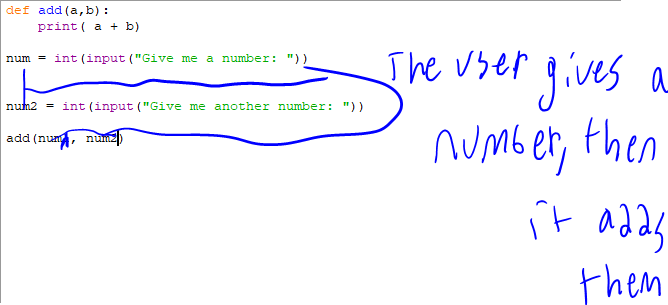 def add(a,b):
    print( a + b)
num = int(input("Give me a number: "))
num2 = int(input("Give me another number: "))
add(num, num2)
The user gives a
number, then
it adds
them